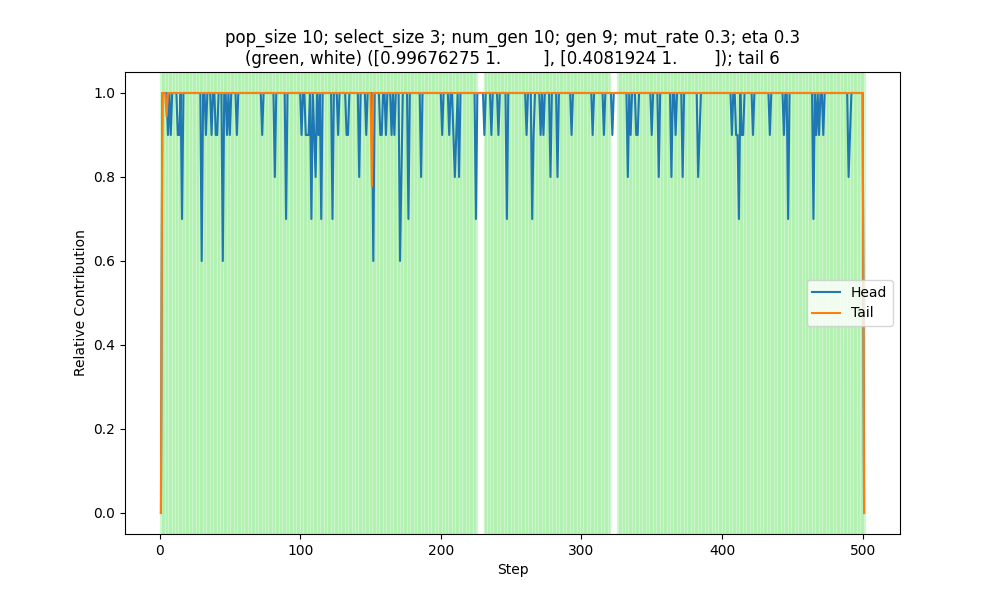 pop_size 10; select_size 3; num_gen 10; gen 9; mut_rate 0.3; eta 0.3
(green, white) ([0.99676275 1.        ], [0.4081924 1.        ]); tail 6
Relative Contribution
1.0
0.8
0.6
0.4
0.2
0.0
Head
Tail
0
100
200
300
400
500
Step